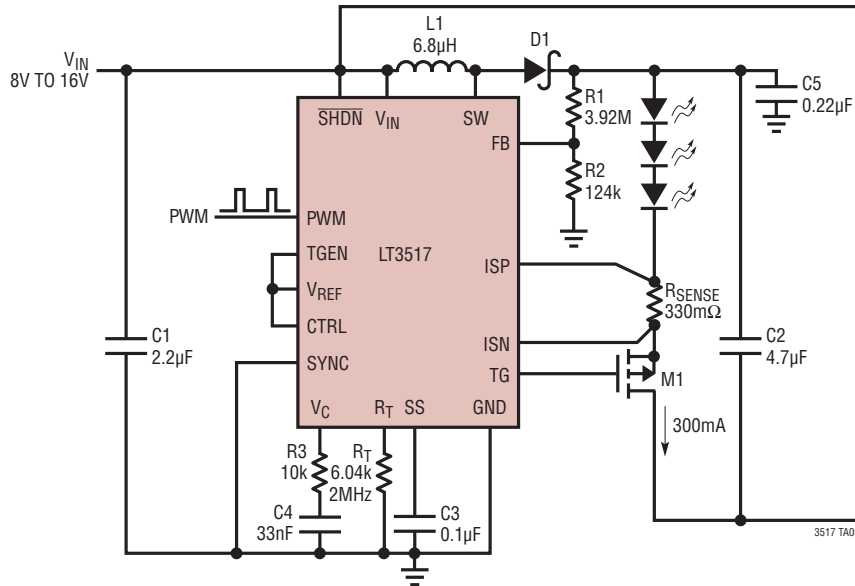 VIN
8V TO 16V
L1
6.8µH
D1
C5
0.22µF
SHDN
VIN
SW
R1
3.92M
FB
R2
124k
PWM
PWM
TGEN
LT3517
VREF
CTRL
ISP
RSENSE
330mΩ
C1
2.2µF
SYNC
ISN
TG
M1
C2
4.7µF
VC
RT
SS
GND
300mA
R3
10k
RT
6.04k
2MHz
C4
33nF
C3
0.1µF
3517 TA0